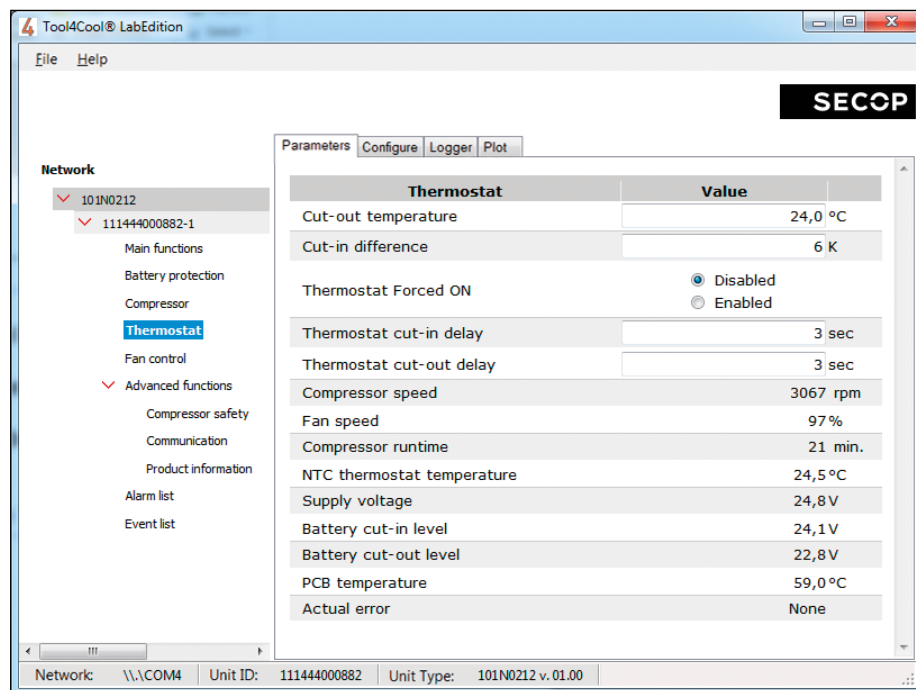 Tool4Cool® LabEdition
File Help
SECOP
Parameters Configure Logger Plot
Network
101N0212
111444000882-1
Main functions
Battery protection
Compressor
Thermostat
Fan control
Advanced functions
Compressor safety
Communication
Product information
Alarm list
Event list
Thermostat Value
Cut-out temperature 24,0 °C
Cut-in difference 6 K
Thermostat Forced ON Disabled
Enabled
Thermostat cut-in delay 3 sec
Thermostat cut-out delay 3 sec
Compressor speed 3067 rpm
Fan speed 97%
Compressor runtime 21 min.
NTC thermostat temperature 24,5°C
Supply voltage 24,8V
Battery cut-in level 24,1V
Battery cut-out level 22,8V
PCB temperature 59,0°C
Actual error None
Network: \\.\COM4 Unit ID: 111444000882 Unit Type: 101N0212 v. 01.00